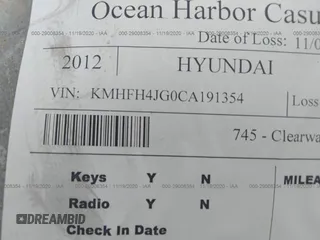 Ocean Harbor Casu
Date of Loss: 11/0
2012 HYUNDAI
VIN: KMHFH4JG0CA191354
Loss
745 - Clearwa
Keys Y N
MILEA
Radio Y N
Check In Date
DREAMBID